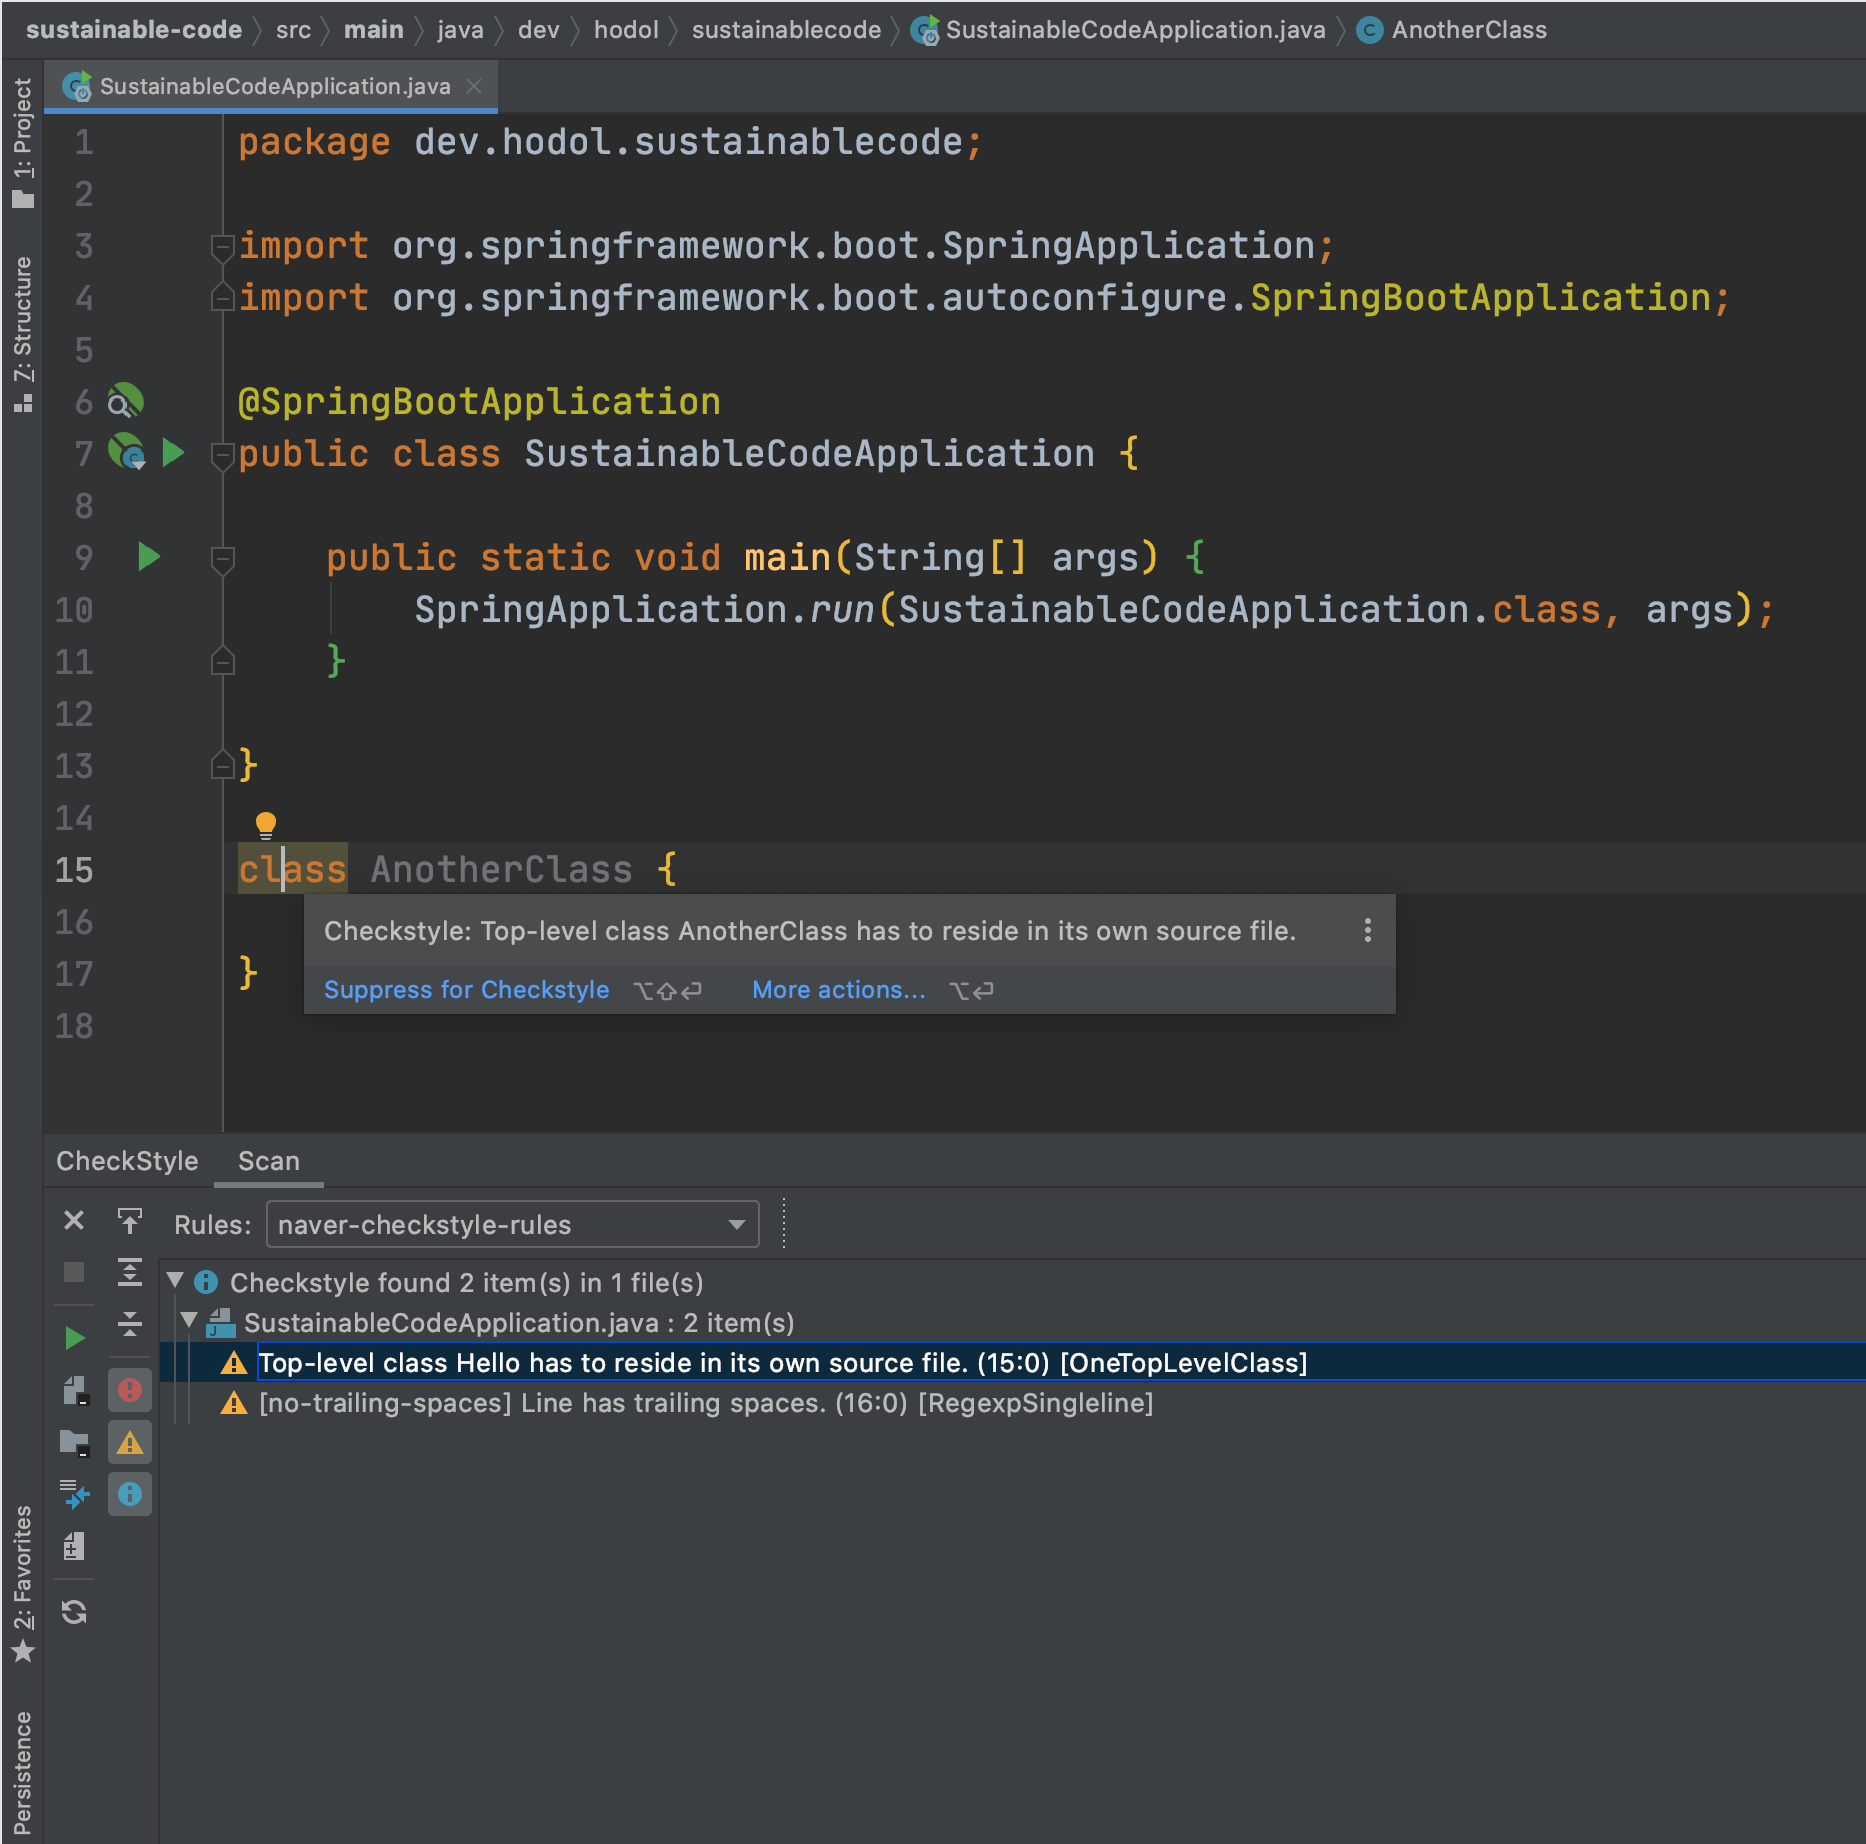 sustainable-code src main java dev hodol sustainablecode SustainableCodeApplication.java AnotherClass
1: Project
7: Structure
2: Favorites
Persistence
SustainableCodeApplication.java
1 package dev.hodol.sustainablecode;
2
3 import org.springframework.boot.SpringApplication;
4 import org.springframework.boot.autoconfigure.SpringBootApplication;
5
6 @SpringBootApplication
7 public class SustainableCodeApplication {
8
9 public static void main(String[] args) {
10 SpringApplication.run(SustainableCodeApplication.class, args);
11 }
12
13 }
14
15 class AnotherClass {
16
17 }
18
Checkstyle: Top-level class AnotherClass has to reside in its own source file.
Suppress for Checkstyle ⌥⇧↩ More actions... ⌥↩
CheckStyle Scan
Rules: naver-checkstyle-rules
Checkstyle found 2 item(s) in 1 file(s)
SustainableCodeApplication.java : 2 item(s)
Top-level class Hello has to reside in its own source file. (15:0) [OneTopLevelClass]
[no-trailing-spaces] Line has trailing spaces. (16:0) [RegexpSingleline]